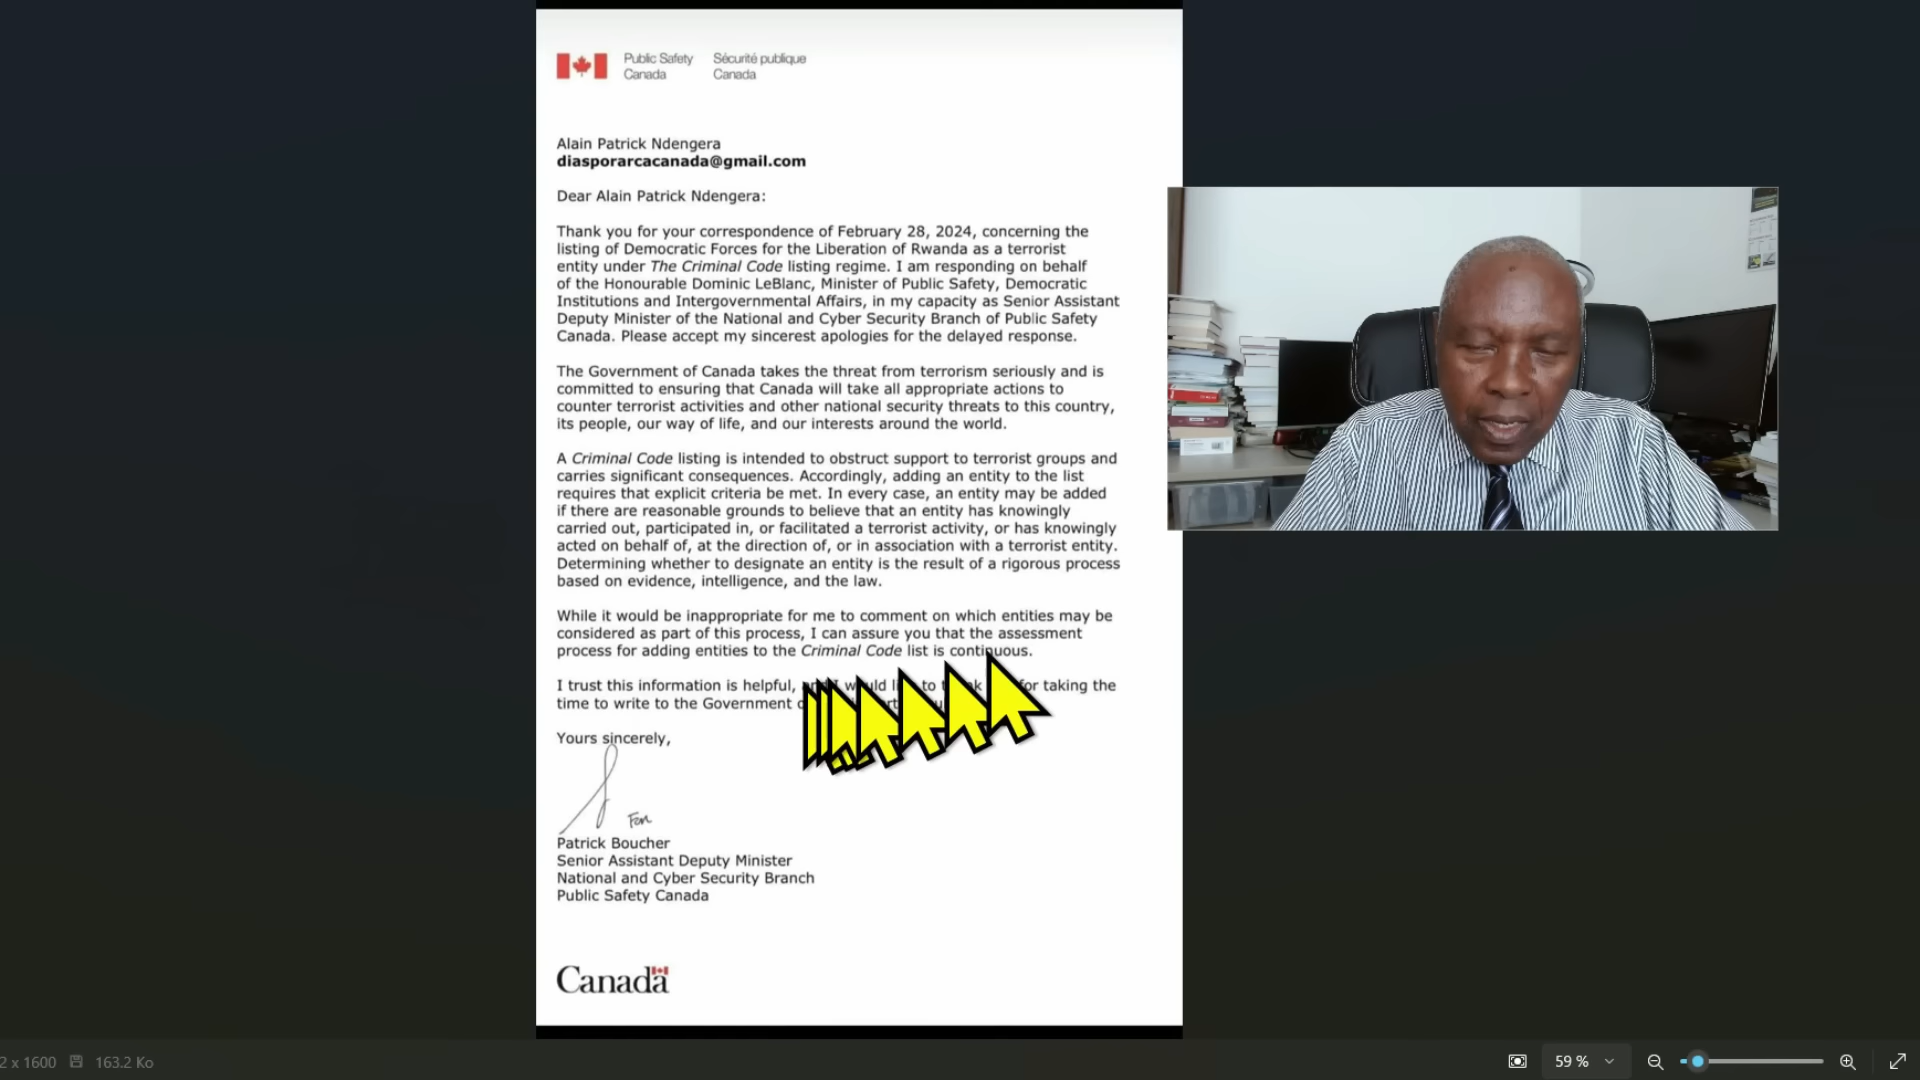 Public Safety Canada
Sécurité publique Canada
Alain Patrick Ndengera
diasporarcacanada@gmail.com
Dear Alain Patrick Ndengera:
Thank you for your correspondence of February 28, 2024, concerning the
listing of Democratic Forces for the Liberation of Rwanda as a terrorist
entity under The Criminal Code listing regime. I am responding on behalf
of the Honourable Dominic LeBlanc, Minister of Public Safety, Democratic
Institutions and Intergovernmental Affairs, in my capacity as Senior Assistant
Deputy Minister of the National and Cyber Security Branch of Public Safety
Canada. Please accept my sincerest apologies for the delayed response.
The Government of Canada takes the threat from terrorism seriously and is
committed to ensuring that Canada will take all appropriate actions to
counter terrorist activities and other national security threats to this country,
its people, our way of life, and our interests around the world.
A Criminal Code listing is intended to obstruct support to terrorist groups and
carries significant consequences. Accordingly, adding an entity to the list
requires that explicit criteria be met. In every case, an entity may be added
if there are reasonable grounds to believe that an entity has knowingly
carried out, participated in, or facilitated a terrorist activity, or has knowingly
acted on behalf of, at the direction of, or in association with a terrorist entity.
Determining whether to designate an entity is the result of a rigorous process
based on evidence, intelligence, and the law.
While it would be inappropriate for me to comment on which entities may be
considered as part of this process, I can assure you that the assessment
process for adding entities to the Criminal Code list is continuous.
I trust this information is helpful, to for taking the
time to write to the Government
Yours sincerely,
For
Patrick Boucher
Senior Assistant Deputy Minister
National and Cyber Security Branch
Public Safety Canada
Canada
2 x 1600 163.2 Ko
59 %